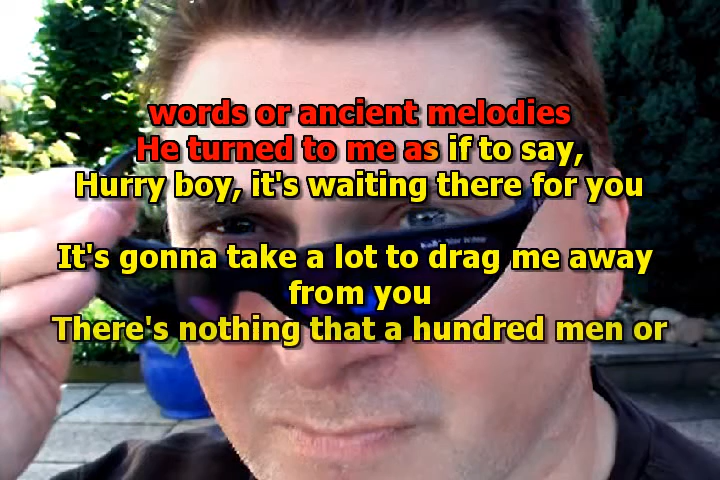 words or ancient melodies
He turned to me as if to say,
Hurry boy, it's waiting there for you
It's gonna take a lot to drag me away
from you
There's nothing that a hundred men or